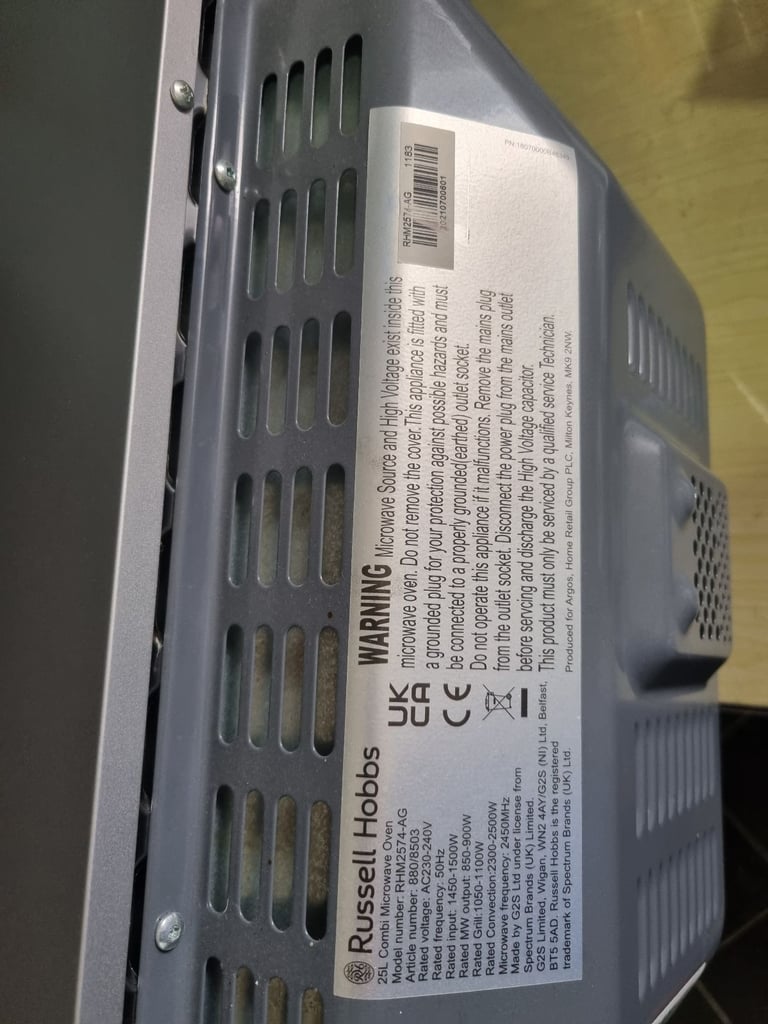 Russell Hobbs
25L Combi Microwave Oven
Model number: RHM2574-AG
Article number: 880/8503
Rated voltage: AC230-240V
Rated frequency: 50Hz
Rated input: 1450-1500W
Rated MW output: 850-900W
Rated Grill:1050-1100W
Rated Convection:2300-2500W
Microwave frequency: 2450MHz
Made by G2S Ltd under license from
Spectrum Brands (UK) Limited.
G2S Limited, Wigan, WN2 4AY/G2S (NI) Ltd, Belfast,
BT5 5AD. Russell Hobbs is the registered
trademark of Spectrum Brands (UK) Ltd.
UK
CA
CE
WARNING Microwave Source and High Voltage exist inside this
microwave oven. Do not remove the cover. This appliance is fitted with
a grounded plug for your protection against possible hazards and must
be connected to a properly grounded(earthed) outlet socket.
Do not operate this appliance if it malfunctions. Remove the mains plug
from the outlet socket. Disconnect the power plug from the mains outlet
before servcing and discharge the High Voltage capacitor.
This product must only be serviced by a qualified service Technician.
Produced for Argos, Home Retail Group PLC, Milton Keynes, MK9 2NW.
RHM2574-AG 1183
20210700801